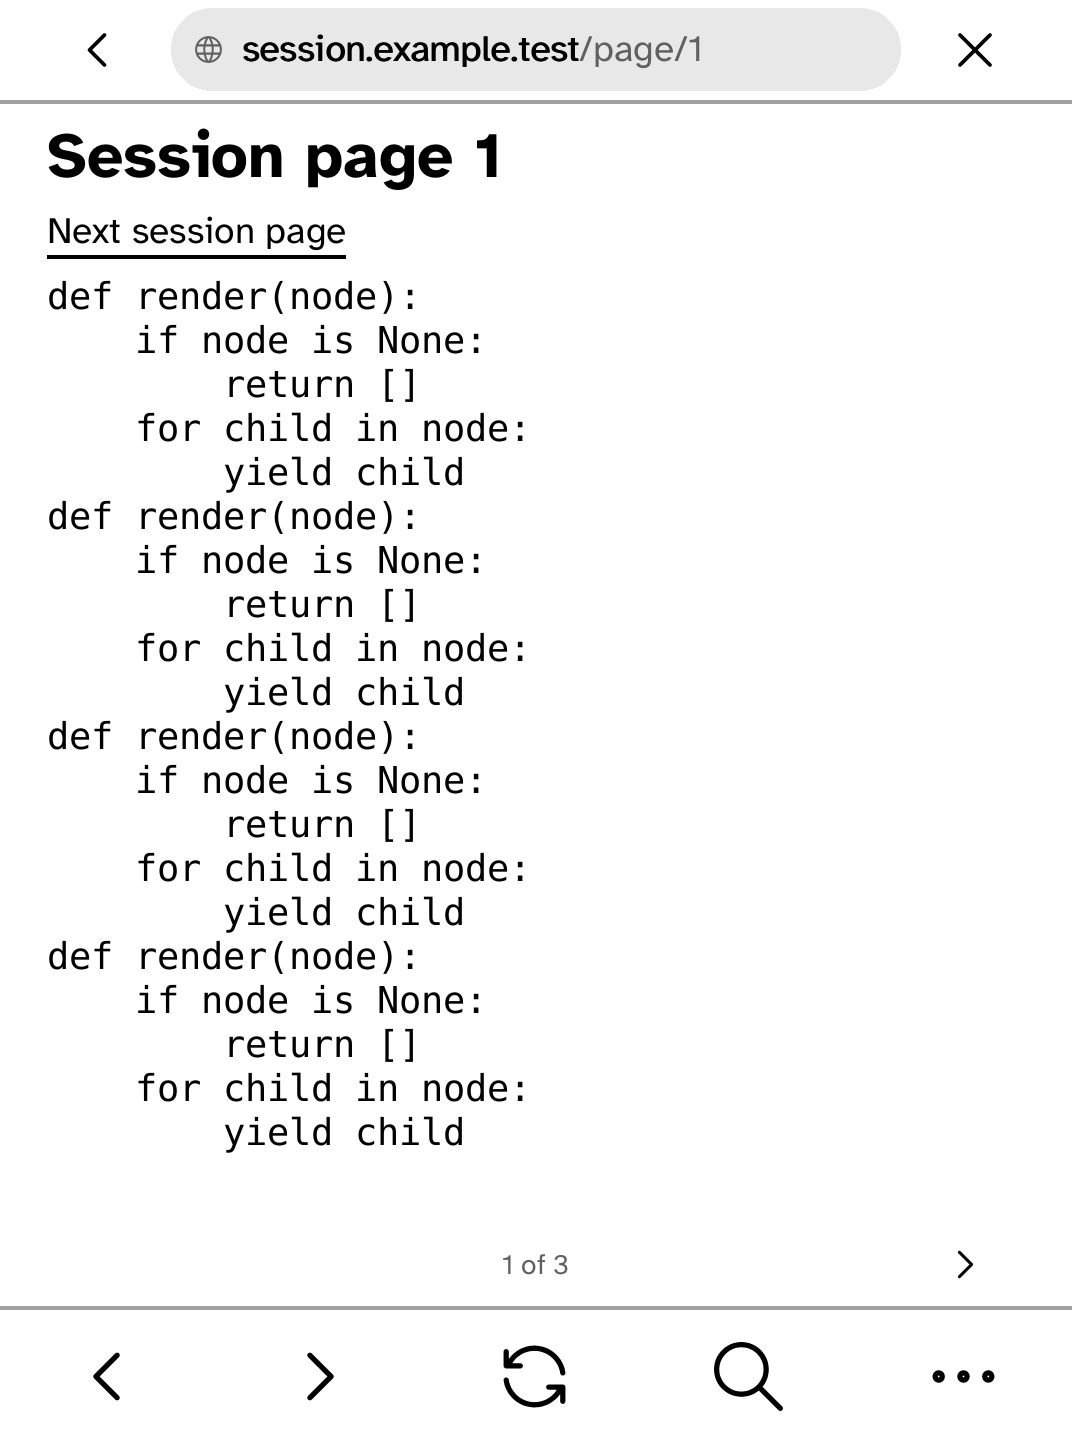 session.example.test/page/1
Session page 1
Next session page
def render(node):
    if node is None:
        return []
    for child in node:
        yield child
def render(node):
    if node is None:
        return []
    for child in node:
        yield child
def render(node):
    if node is None:
        return []
    for child in node:
        yield child
def render(node):
    if node is None:
        return []
    for child in node:
        yield child
1 of 3